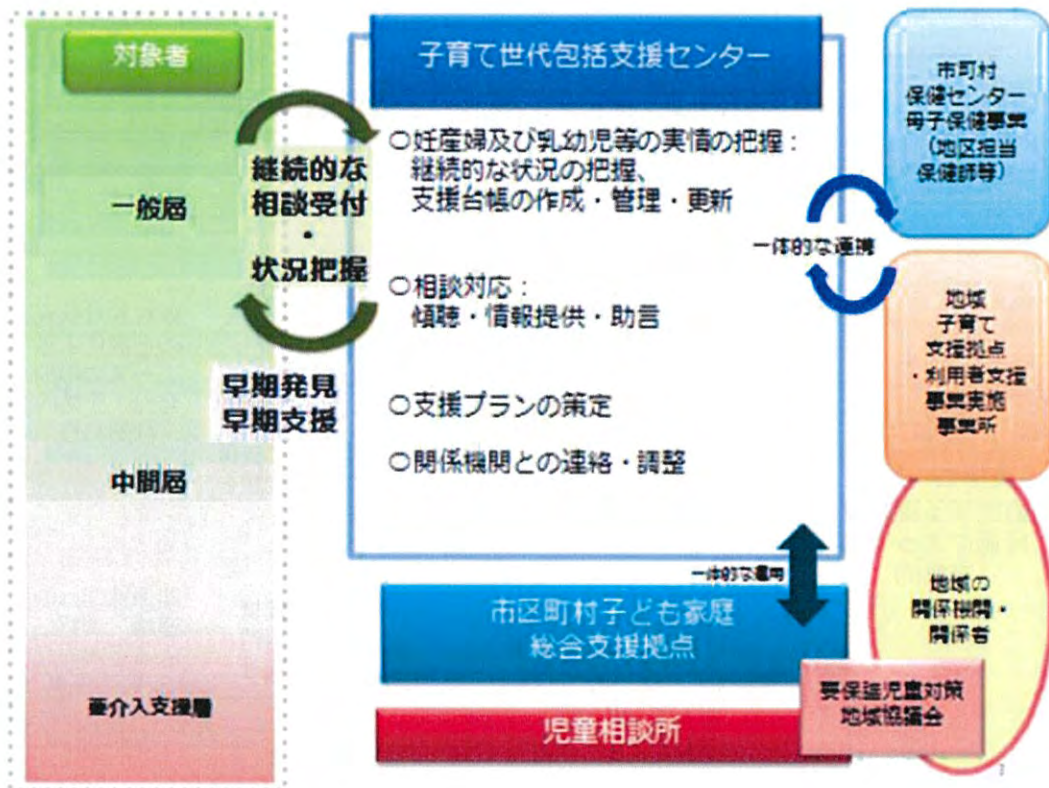 対象者
一般層
中間層
要介入支援層
継続的な
相談受付
・
状況把握
早期発見
早期支援
子育て世代包括支援センター
○妊産婦及び乳幼児等の実情の把握：
継続的な状況の把握、
支援台帳の作成・管理・更新
○相談対応：
傾聴・情報提供・助言
○支援プランの策定
○関係機関との連絡・調整
一体的な連携
一体的な運用
市区町村子ども家庭
総合支援拠点
児童相談所
市町村
保健センター
母子保健事業
（地区担当
保健師等）
地域
子育て
支援拠点
・利用者支援
事業実施
事業所
地域の
関係機関・
関係者
要保護児童対策
地域協議会